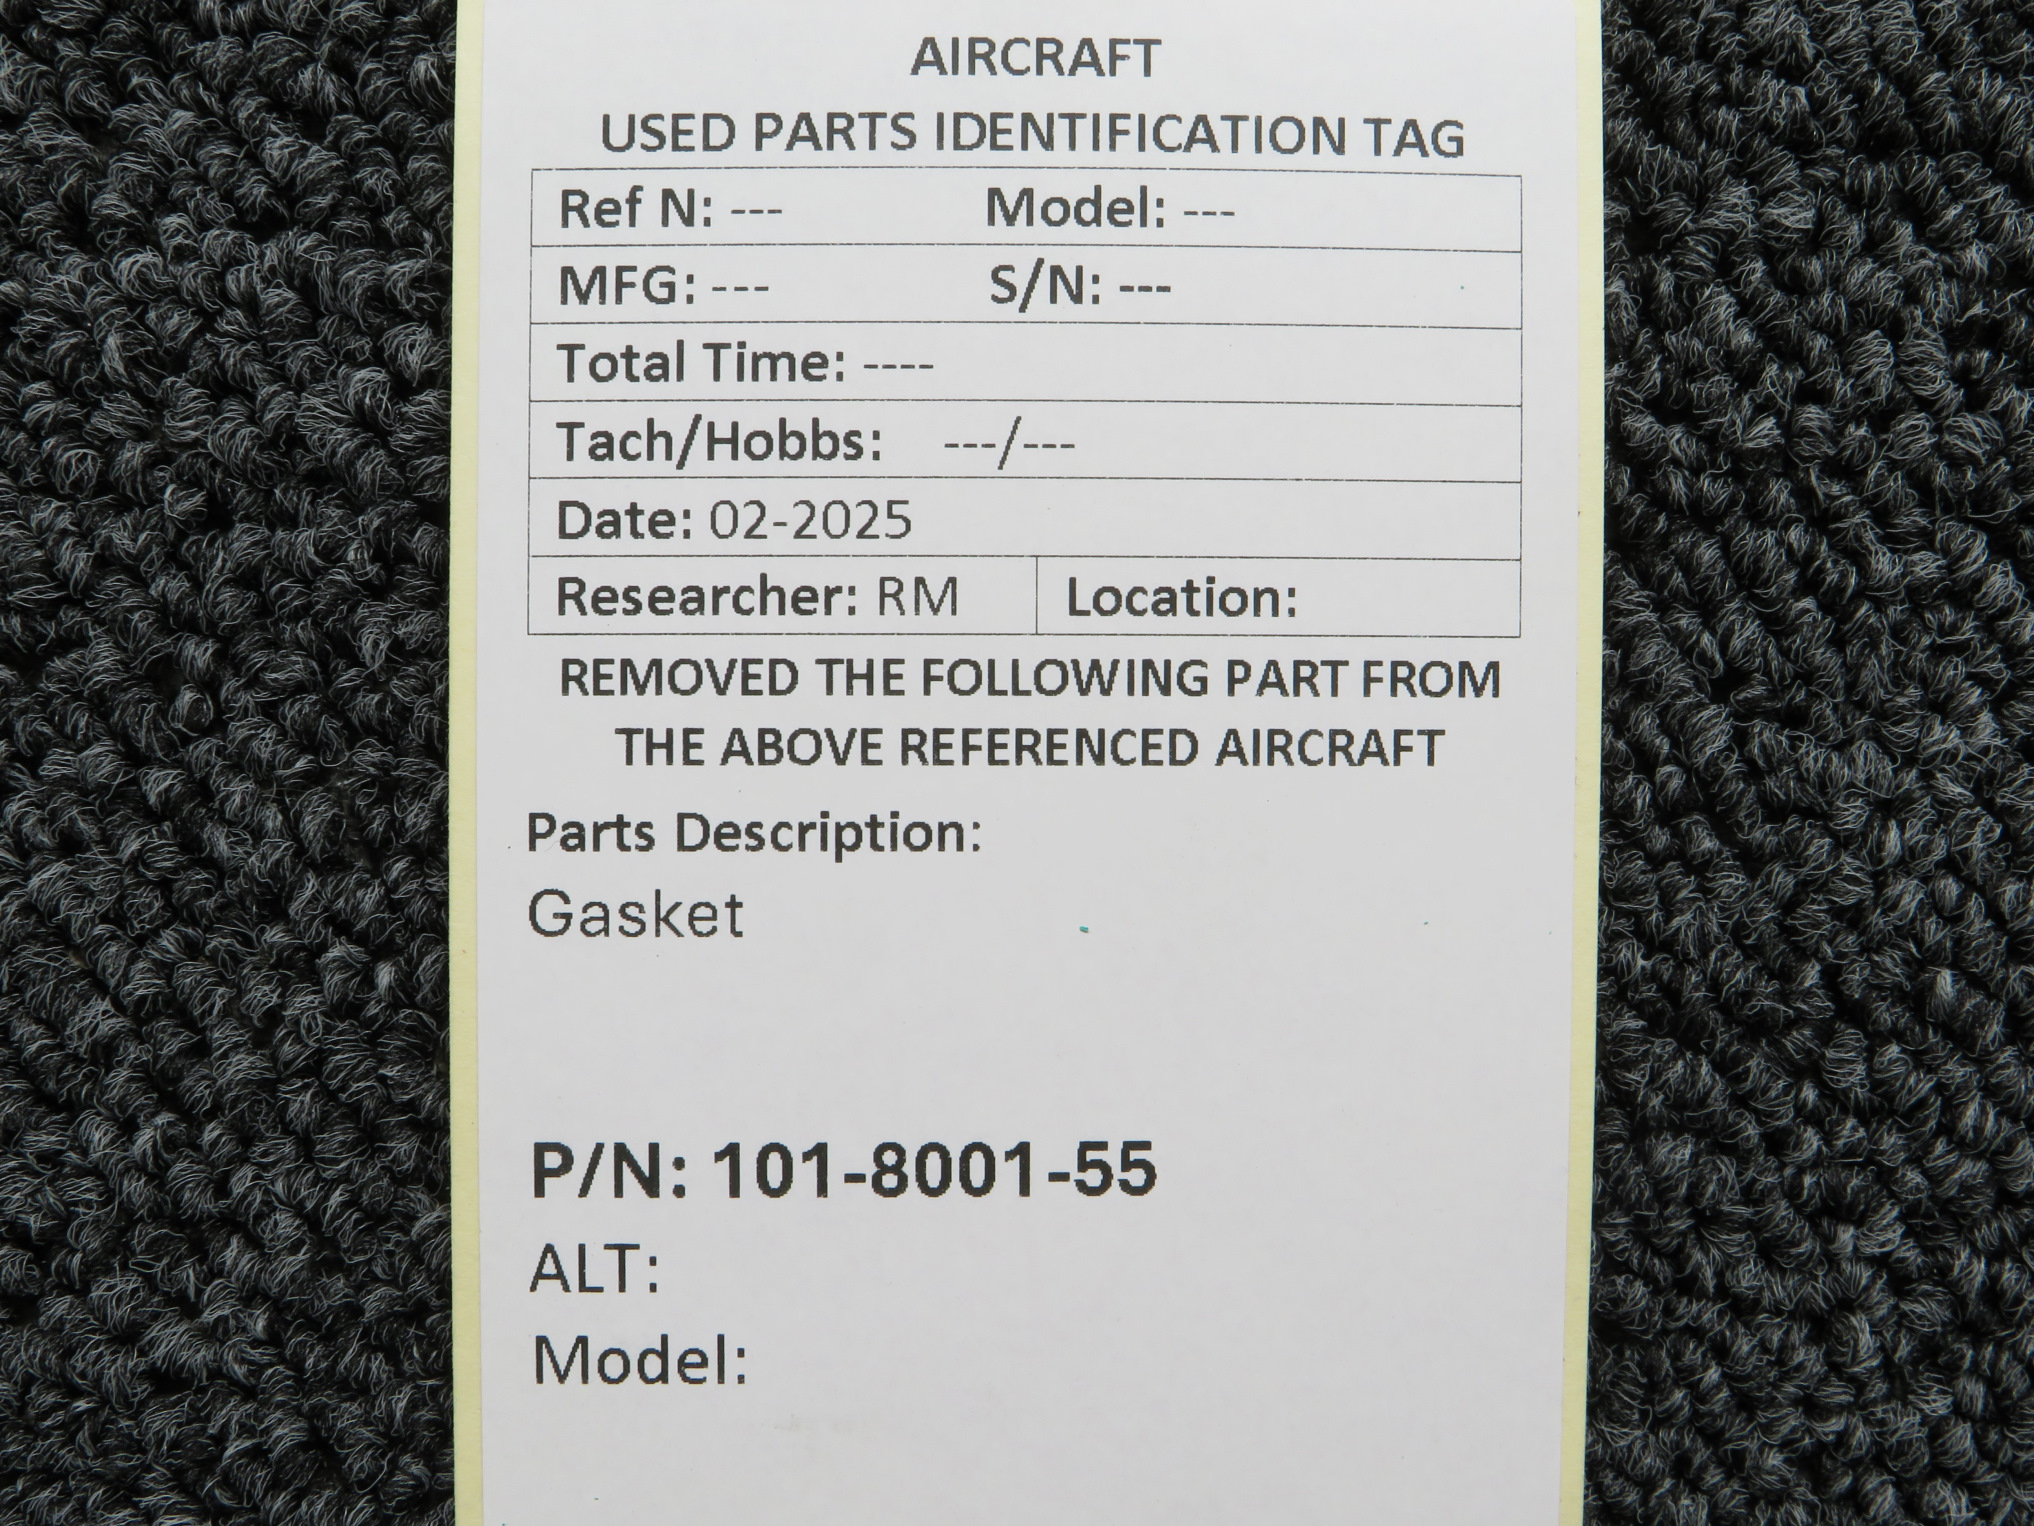 AIRCRAFT
USED PARTS IDENTIFICATION TAG
Ref N: --- Model: ---
MFG: --- S/N: ---
Total Time: ----
Tach/Hobbs: ---/---
Date: 02-2025
Researcher: RM Location:
REMOVED THE FOLLOWING PART FROM
THE ABOVE REFERENCED AIRCRAFT
Parts Description:
Gasket
P/N: 101-8001-55
ALT:
Model: